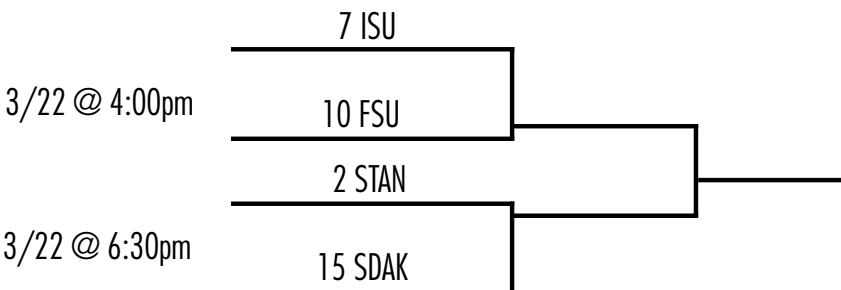 7 ISU
3/22 @ 4:00pm
10 FSU
2 STAN
3/22 @ 6:30pm
15 SDAK